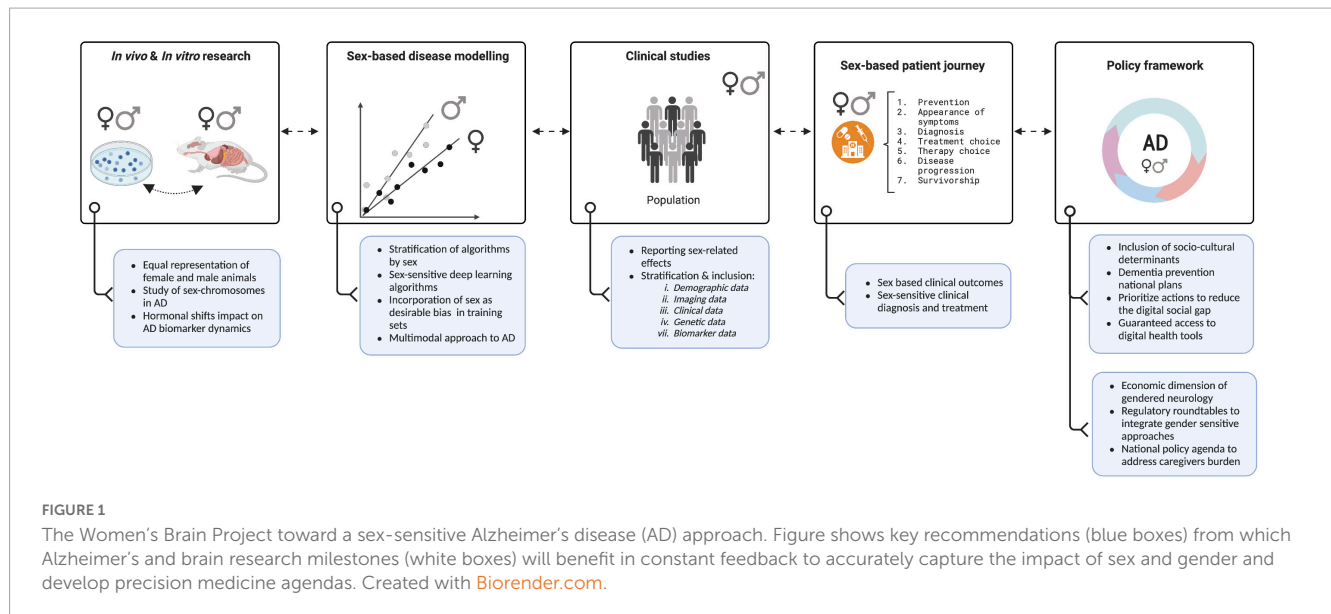 In vivo & In vitro research
♀♂
♀♂
• Equal representation of
female and male animals
• Study of sex-chromosomes
in AD
• Hormonal shifts impact on
AD biomarker dynamics
Sex-based disease modelling
♂
♀
• Stratification of algorithms
by sex
• Sex-sensitive deep learning
algorithms
• Incorporation of sex as
desirable bias in training
sets
• Multimodal approach to AD
Clinical studies
♀♂
Population
• Reporting sex-related
effects
• Stratification & inclusion:
i. Demographic data
ii. Imaging data
iii. Clinical data
iv. Genetic data
vii. Biomarker data
Sex-based patient journey
♀♂
1. Prevention
2. Appearance of
symptoms
3. Diagnosis
4. Treatment choice
5. Therapy choice
6. Disease
progression
7. Survivorship
• Sex based clinical outcomes
• Sex-sensitive clinical
diagnosis and treatment
Policy framework
AD
♀♂
• Inclusion of socio-cultural
determinants
• Dementia prevention
national plans
• Prioritize actions to reduce
the digital social gap
• Guaranteed access to
digital health tools
• Economic dimension of
gendered neurology
• Regulatory roundtables to
integrate gender sensitive
approaches
• National policy agenda to
address caregivers burden
FIGURE 1
The Women's Brain Project toward a sex-sensitive Alzheimer's disease (AD) approach. Figure shows key recommendations (blue boxes) from which
Alzheimer's and brain research milestones (white boxes) will benefit in constant feedback to accurately capture the impact of sex and gender and
develop precision medicine agendas. Created with Biorender.com.